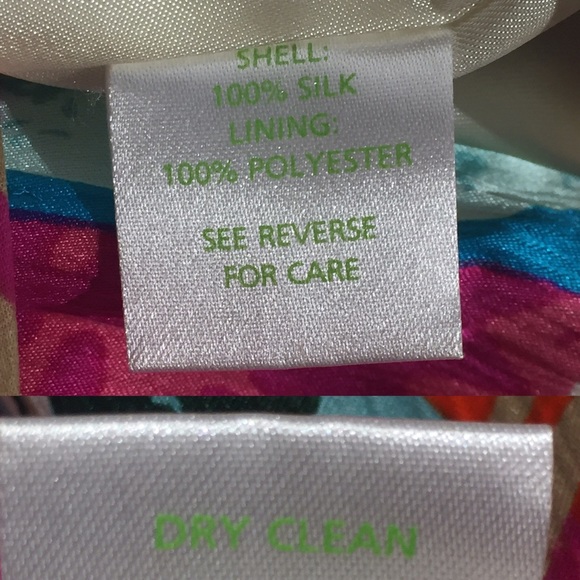 SHELL:
100% SILK
LINING:
100% POLYESTER
SEE REVERSE
FOR CARE
DRY CLEAN